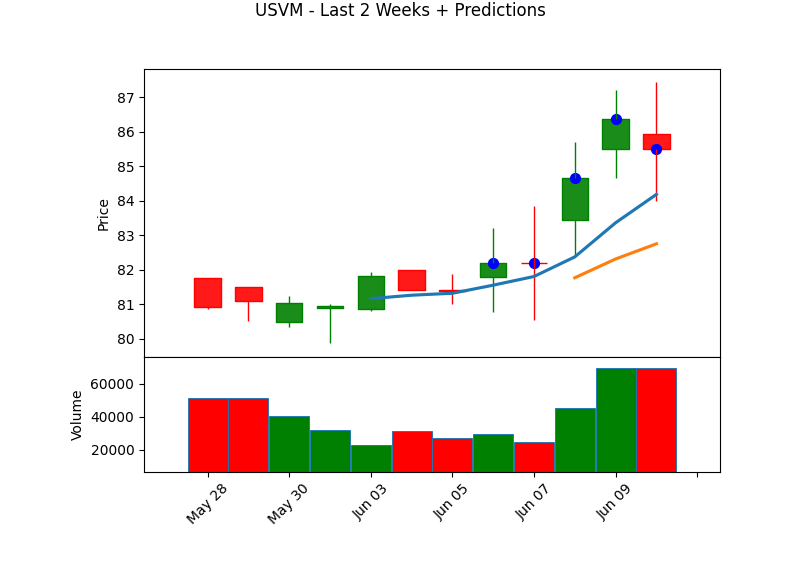 USVM - Last 2 Weeks + Predictions
87
86
85
84
83
82
81
80
Price
60000
40000
20000
Volume
May 28
May 30
Jun 03
Jun 05
Jun 07
Jun 09